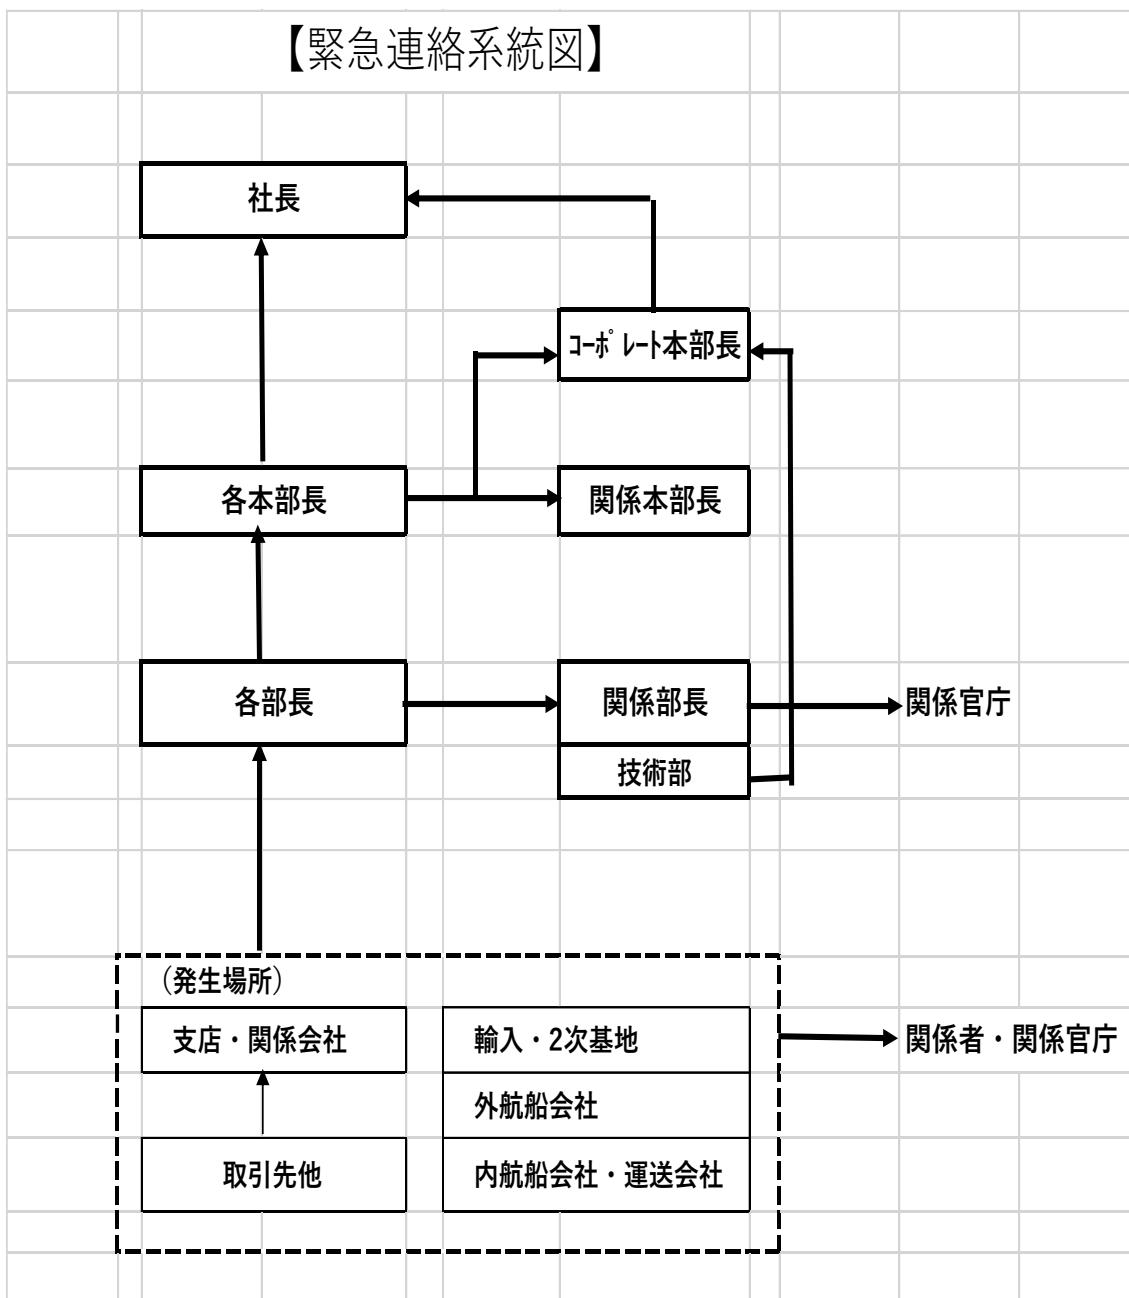 【緊急連絡系統図】
社長
ｺｰﾎﾟﾚｰﾄ本部長
各本部長
関係本部長
各部長
関係部長
関係官庁
技術部
（発生場所）
支店・関係会社
輸入・2次基地
関係者・関係官庁
外航船会社
取引先他
内航船会社・運送会社